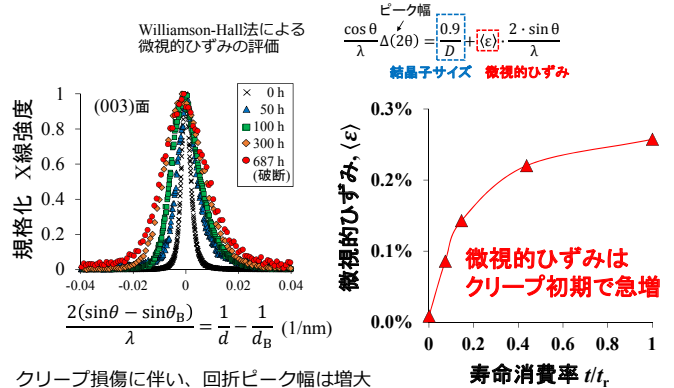 Williamson-Hall法による
微視的ひずみの評価
ピーク幅
cosθ/λ Δ(2θ) = 0.9/D + ⟨ε⟩ · 2·sinθ/λ
結晶子サイズ 微視的ひずみ
(003)面
0 h
50 h
100 h
300 h
687 h
(破断)
規格化 X線強度
1
0.8
0.6
0.4
0.2
0
-0.04 -0.02 0 0.02 0.04
2(sinθ − sinθ_B)/λ = 1/d − 1/d_B (1/nm)
クリープ損傷に伴い、回折ピーク幅は増大
微視的ひずみ, ⟨ε⟩
0.3%
0.2%
0.1%
0.0%
微視的ひずみは
クリープ初期で急増
0 0.2 0.4 0.6 0.8 1
寿命消費率 t/t_r